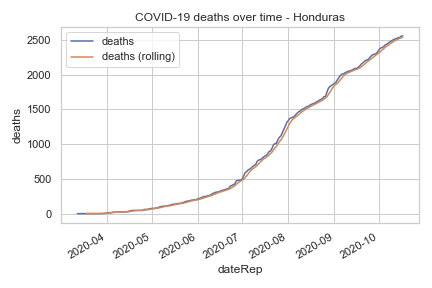 COVID-19 deaths over time - Honduras
deaths
deaths (rolling)
2500
2000
1500
1000
500
0
deaths
2020-04
2020-05
2020-06
2020-07
2020-08
2020-09
2020-10
dateRep